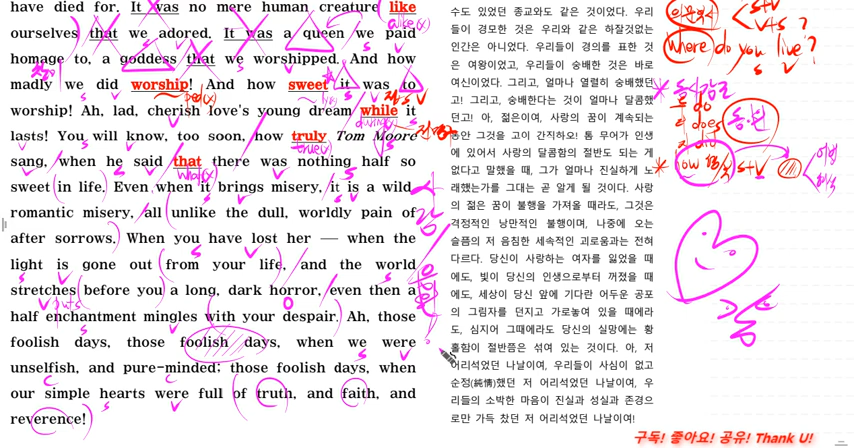 have died for. It was no mere human creature like
ourselves that we adored. It was a queen we paid
homage to, a goddess that we worshipped. And how
madly we did worship! And how sweet it was to
worship! Ah, lad, cherish love's young dream while it
lasts! You will know, too soon, how truly Tom Moore
sang, when he said that there was nothing half so
sweet in life. Even when it brings misery, it is a wild,
romantic misery, all unlike the dull, worldly pain of
after sorrows. When you have lost her — when the
light is gone out from your life, and the world
stretches before you a long, dark horror, even then a
half enchantment mingles with your despair. Ah, those
foolish days, those foolish days, when we were
unselfish, and pure-minded; those foolish days, when
our simple hearts were full of truth, and faith, and
reverence!
수도 있었던 종교와도 같은 것이었다. 우리
들이 경모한 것은 우리와 같은 하잘것없는
인간은 아니었다. 우리들이 경의를 표한 것
은 여왕이었고, 우리들이 숭배한 것은 바로
여신이었다. 그리고, 얼마나 열렬히 숭배했던
고! 그리고, 숭배한다는 것이 얼마나 달콤했
던고! 아, 젊은이여, 사랑의 꿈이 계속되는
동안 그것을 고이 간직하오! 톰 무어가 인생
에 있어서 사랑의 달콤함의 절반도 되는 게
없다고 말했을 때, 그가 얼마나 진실하게 노
래했는가를 그대는 곧 알게 될 것이다. 사랑
의 젊은 꿈이 불행을 가져올 때라도, 그것은
격정적인 낭만적인 불행이며, 나중에 오는
슬픔의 저 음침한 세속적인 괴로움과는 전혀
다르다. 당신이 사랑하는 여자를 잃었을 때
에도, 빛이 당신의 인생으로부터 꺼졌을 때
에도, 세상이 당신 앞에 기다란 어두운 공포
의 그림자를 던지고 가로놓여 있을 때에라
도, 심지어 그때에라도 당신의 실망에는 황
홀함이 절반쯤은 섞여 있는 것이다. 아, 저
어리석었던 나날이여, 우리들이 사심이 없고
순정(純情)했던 저 어리석었던 나날이여, 우
리들의 소박한 마음이 진실과 성실과 존경으
로만 가득 찼던 저 어리석었던 나날이여!
alive(x)
ped(x)
during(x)
true(x)
what(x)
의문사 S+V
V+S ?
Where do you live?
S V
* 동사강조
do
does
did
동.원
* how 형/부 S+V
구독! 좋아요! 공유! Thank U!